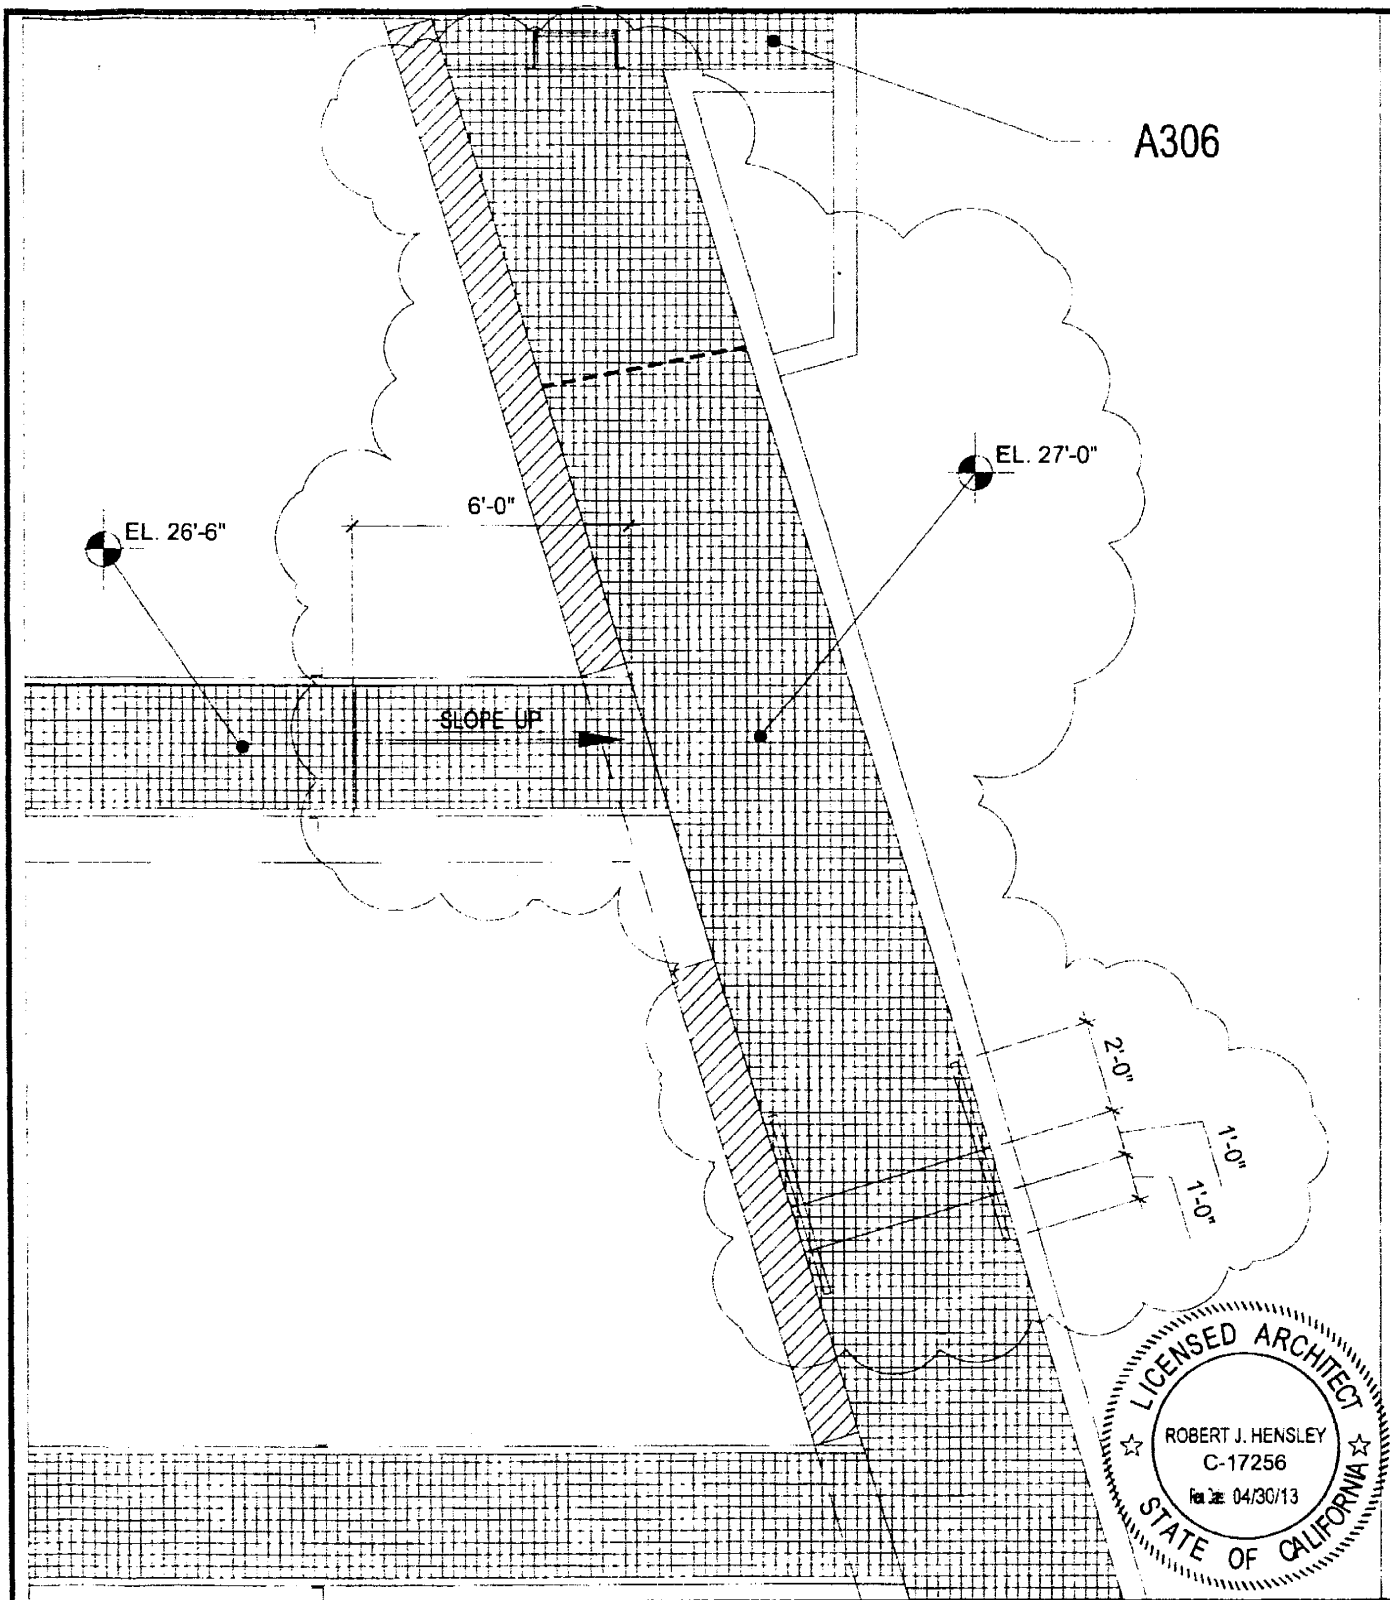 A306
EL. 27'-0"
6'-0"
EL. 26'-6"
SLOPE UP
2'-0"
1'-0"
1'-0"
LICENSED ARCHITECT
ROBERT J. HENSLEY
C-17256
04/30/13
STATE OF CALIFORNIA